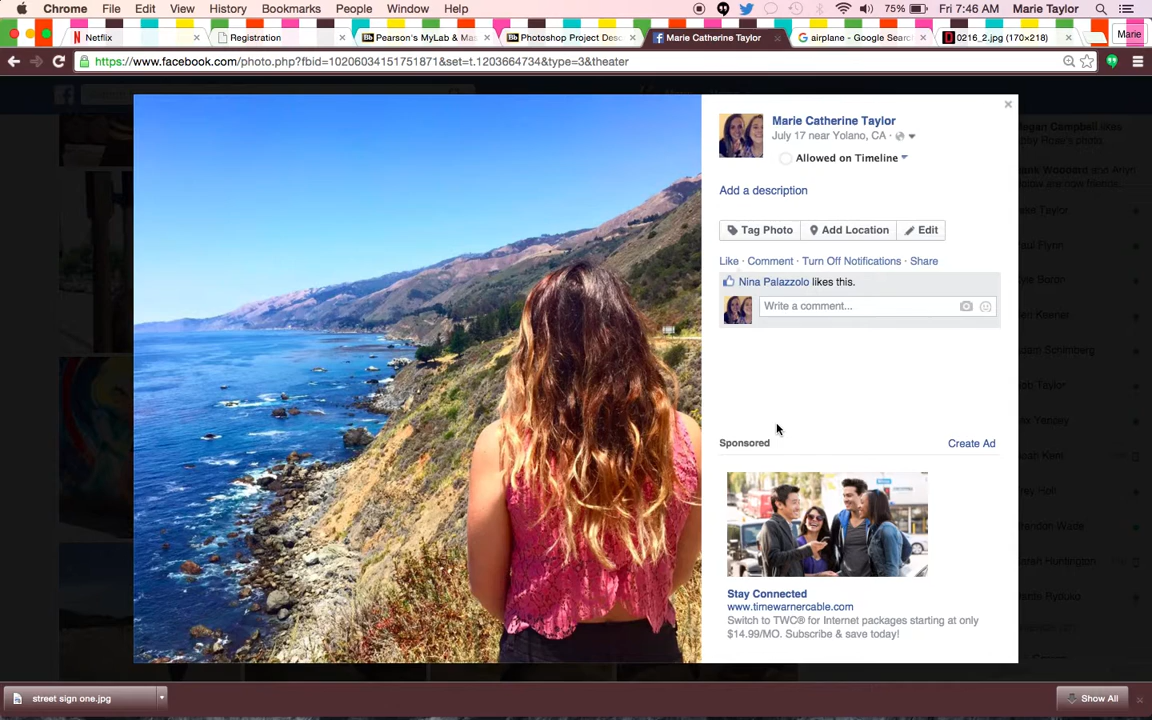 Chrome File Edit View History Bookmarks People Window Help 75% Fri 7:46 AM Marie Taylor
Netflix Registration Pearson's MyLab & Mas Photoshop Project Desc Marie Catherine Taylor airplane - Google Search 0216_2.jpg (170×218) Marie
https://www.facebook.com/photo.php?fbid=10206034151751871&set=t.1203664734&type=3&theater
Marie Catherine Taylor
July 17 near Yolano, CA ·
Allowed on Timeline
Add a description
Tag Photo Add Location Edit
Like · Comment · Turn Off Notifications · Share
Nina Palazzolo likes this.
Write a comment...
Sponsored Create Ad
Stay Connected
www.timewarnercable.com
Switch to TWC® for Internet packages starting at only
$14.99/MO. Subscribe & save today!
street sign one.jpg Show All